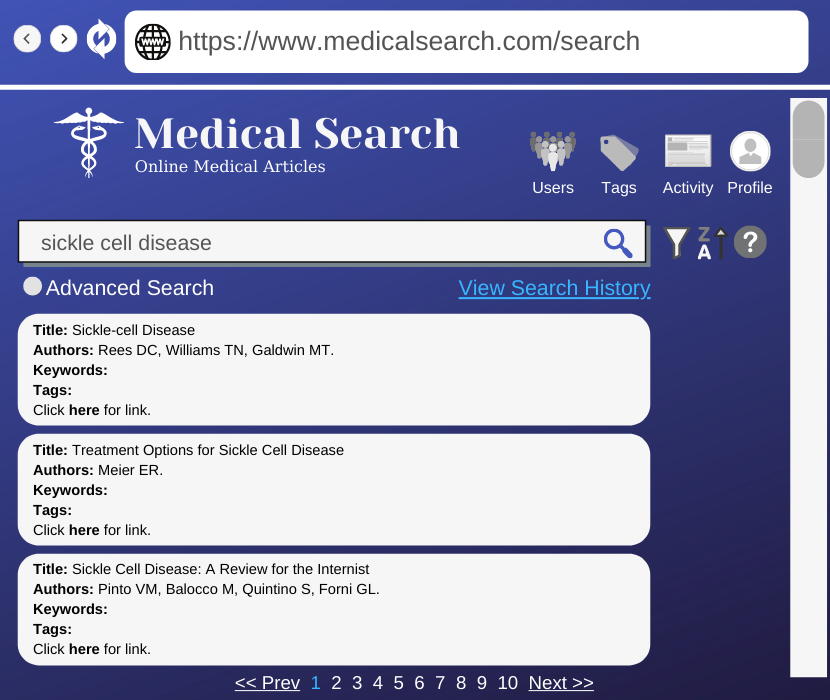 https://www.medicalsearch.com/search
Medical Search
Online Medical Articles
Users Tags Activity Profile
sickle cell disease
Z
A
?
Advanced Search View Search History
Title: Sickle-cell Disease
Authors: Rees DC, Williams TN, Galdwin MT.
Keywords:
Tags:
Click here for link.
Title: Treatment Options for Sickle Cell Disease
Authors: Meier ER.
Keywords:
Tags:
Click here for link.
Title: Sickle Cell Disease: A Review for the Internist
Authors: Pinto VM, Balocco M, Quintino S, Forni GL.
Keywords:
Tags:
Click here for link.
<< Prev 1 2 3 4 5 6 7 8 9 10 Next >>